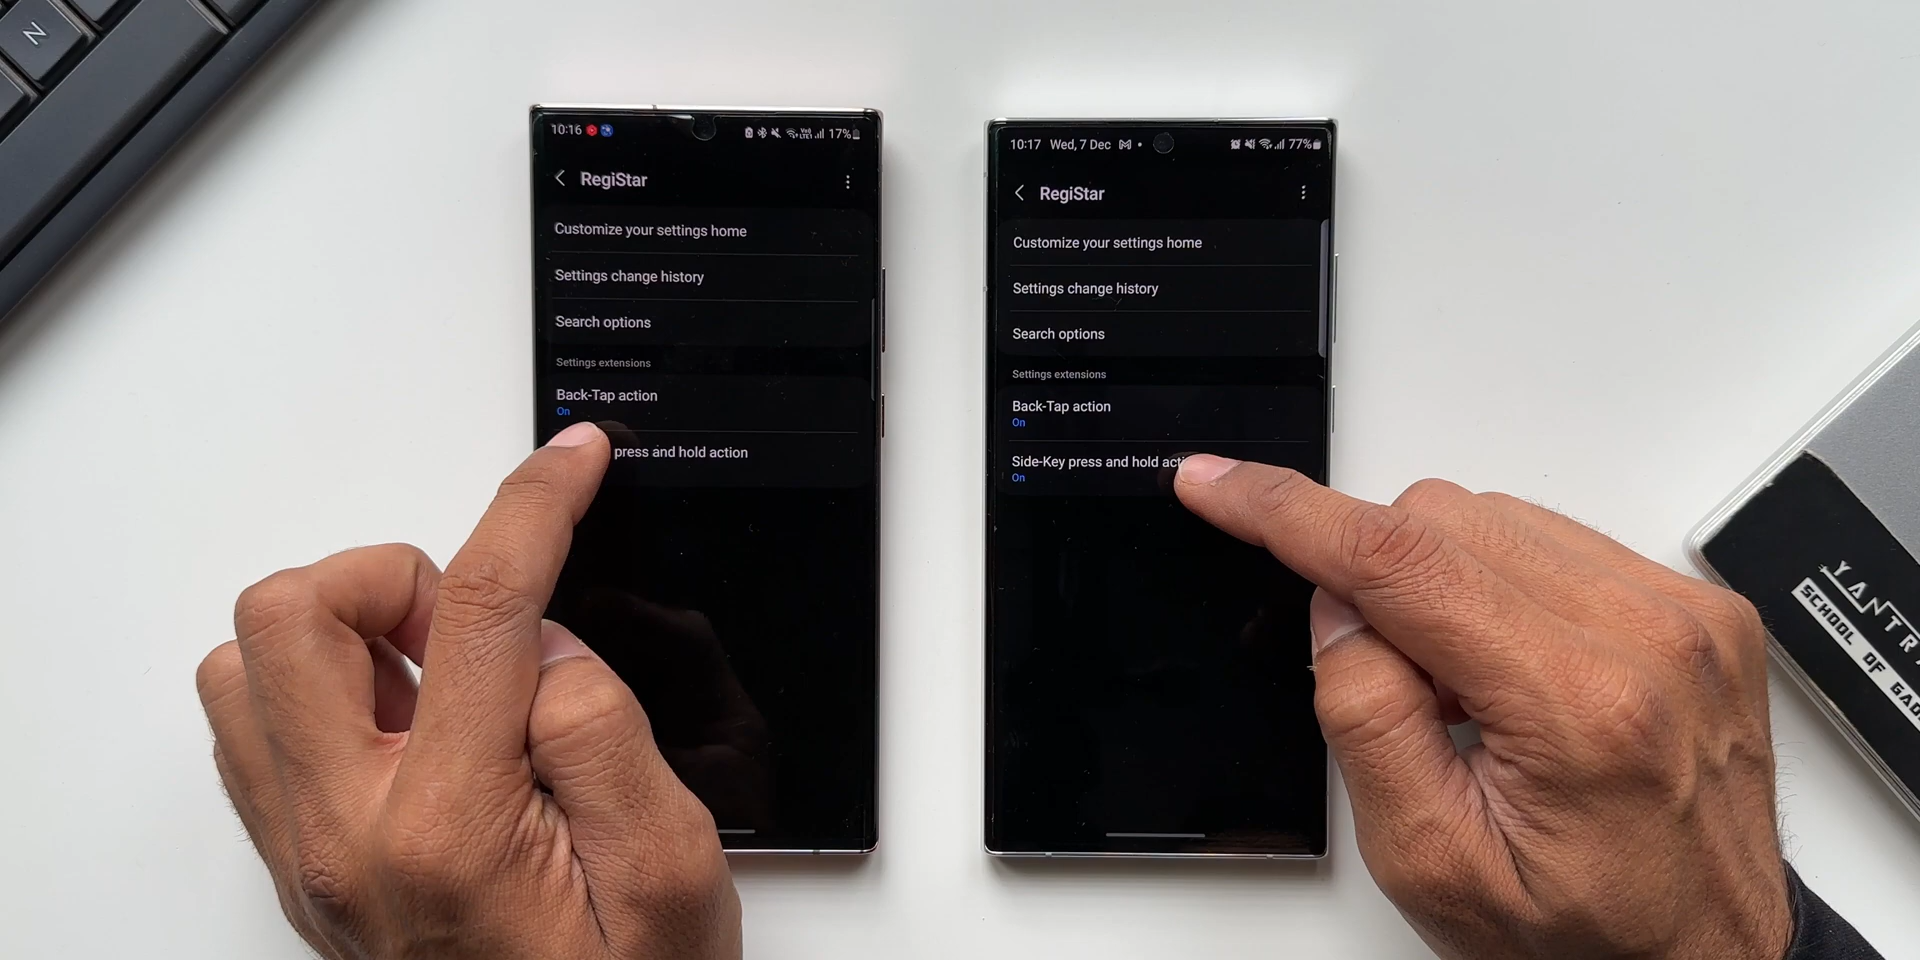 N
10:16
17%
RegiStar
Customize your settings home
Settings change history
Search options
Settings extensions
Back-Tap action
On
press and hold action
10:17 Wed, 7 Dec
77%
RegiStar
Customize your settings home
Settings change history
Search options
Settings extensions
Back-Tap action
On
Side-Key press and hold acti
On
YANTR
SCHOOL OF GAD